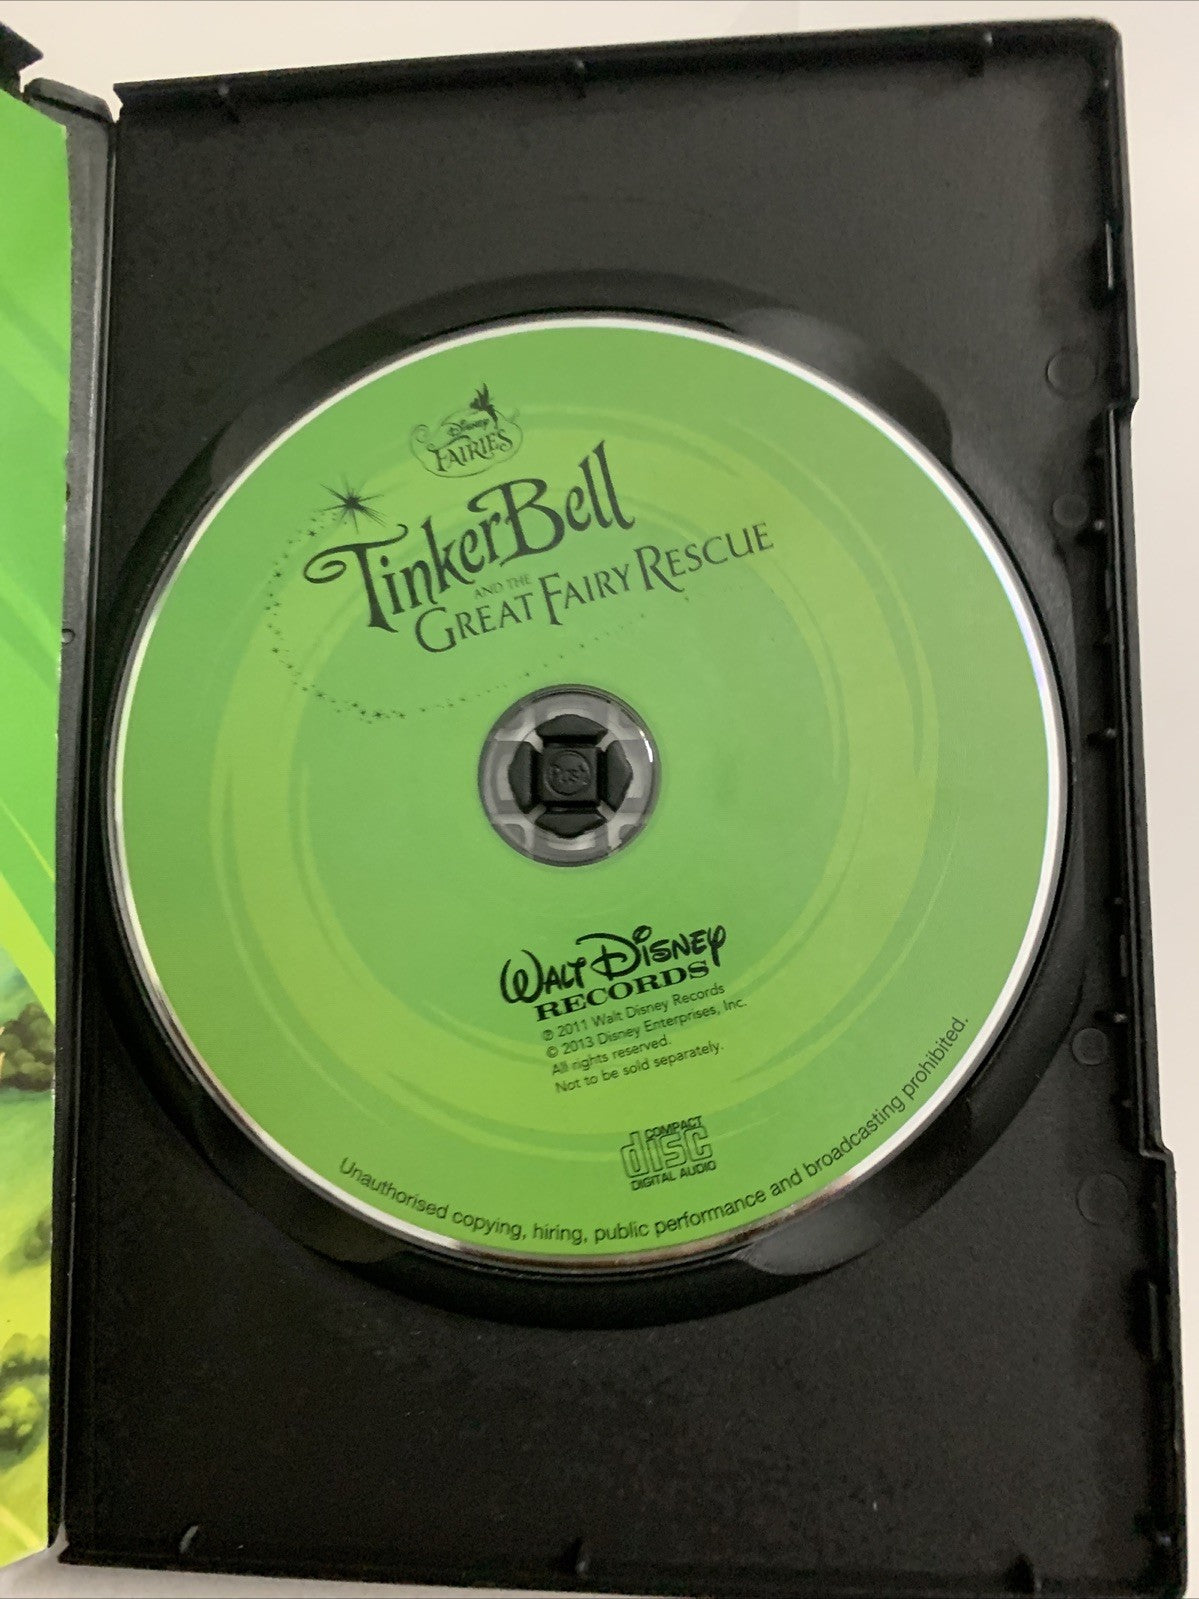 Disney
FAIRIES
TinkerBell
AND THE
GREAT FAIRY RESCUE
Push
WALT DISNEY
RECORDS
℗ 2011 Walt Disney Records
© 2013 Disney Enterprises, Inc.
All rights reserved.
Not to be sold separately.
COMPACT
disc
DIGITAL AUDIO
Unauthorised copying, hiring, public performance and broadcasting prohibited.